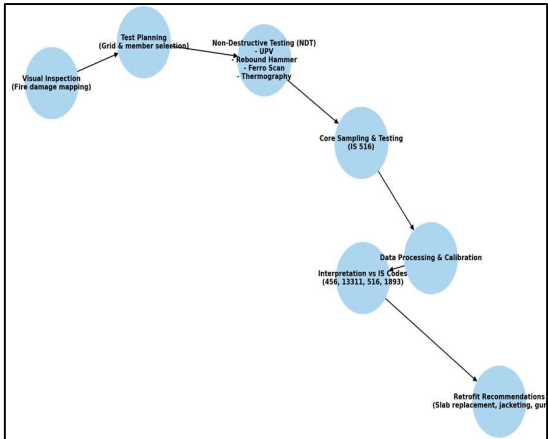 Visual Inspection
(Fire damage mapping)
Test Planning
(Grid & member selection)
Non-Destructive Testing (NDT)
- UPV
- Rebound Hammer
- Ferro Scan
- Thermography
Core Sampling & Testing
(IS 516)
Data Processing & Calibration
Interpretation vs IS Codes
(456, 13311, 516, 1893)
Retrofit Recommendations
(Slab replacement, jacketing,